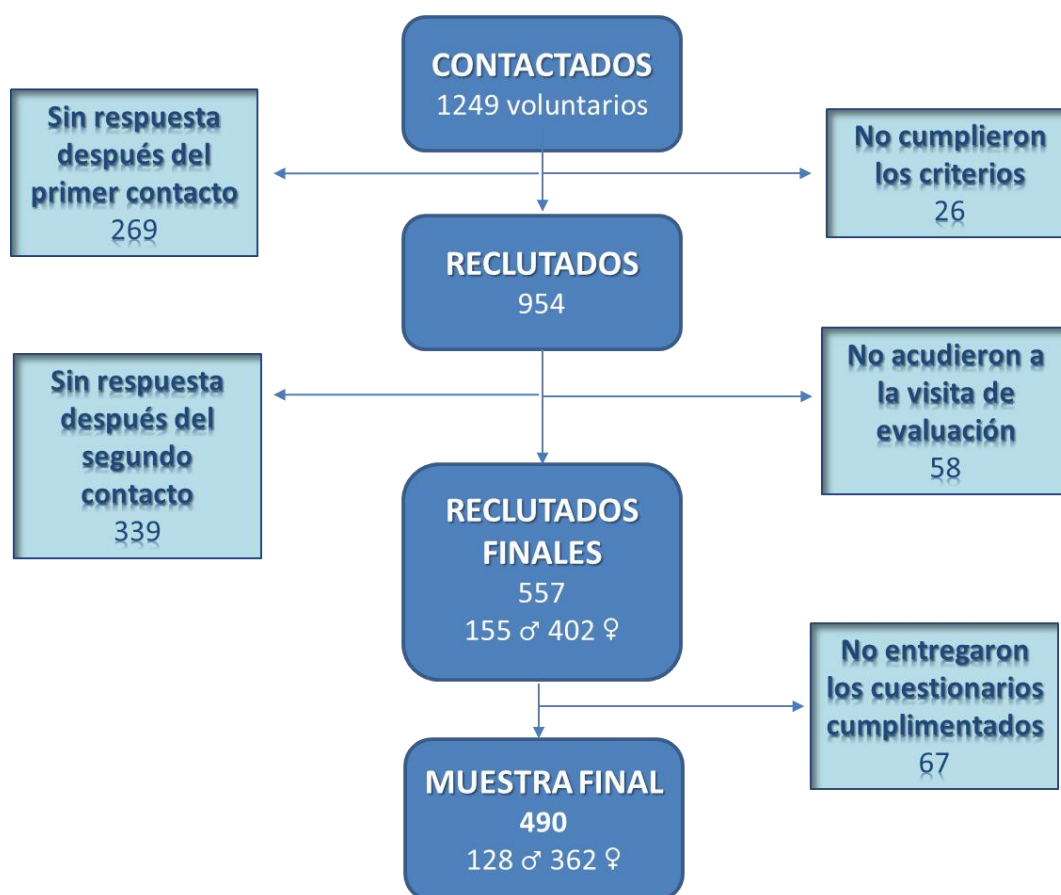 CONTACTADOS
1249 voluntarios
Sin respuesta
después del
primer contacto
269
No cumplieron
los criterios
26
RECLUTADOS
954
Sin respuesta
después del
segundo
contacto
339
No acudieron a
la visita de
evaluación
58
RECLUTADOS
FINALES
557
155 ♂ 402 ♀
No entregaron
los cuestionarios
cumplimentados
67
MUESTRA FINAL
490
128 ♂ 362 ♀